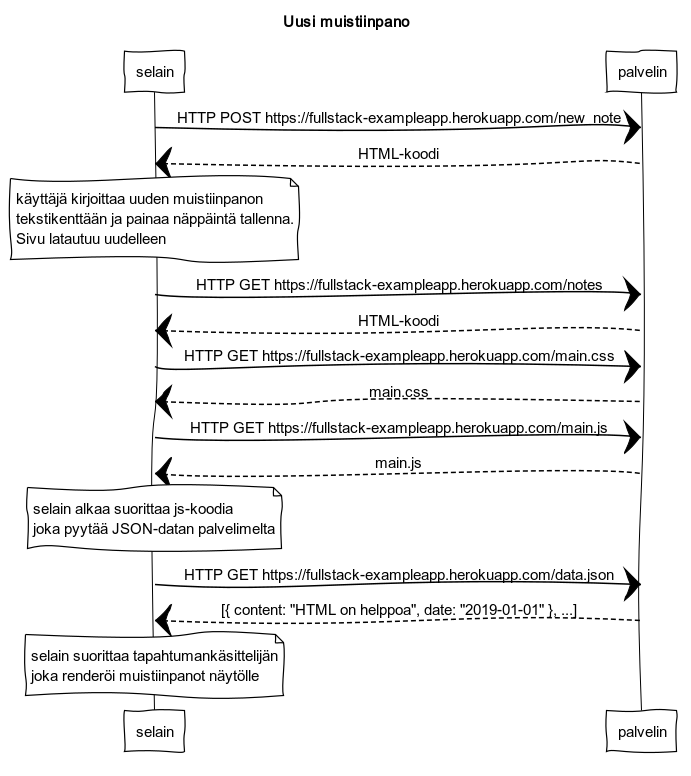 Uusi muistiinpano
selain
palvelin
HTTP POST https://fullstack-exampleapp.herokuapp.com/new_note
HTML-koodi
käyttäjä kirjoittaa uuden muistiinpanon
tekstikenttään ja painaa näppäintä tallenna.
Sivu latautuu uudelleen
HTTP GET https://fullstack-exampleapp.herokuapp.com/notes
HTML-koodi
HTTP GET https://fullstack-exampleapp.herokuapp.com/main.css
main.css
HTTP GET https://fullstack-exampleapp.herokuapp.com/main.js
main.js
selain alkaa suorittaa js-koodia
joka pyytää JSON-datan palvelimelta
HTTP GET https://fullstack-exampleapp.herokuapp.com/data.json
[{ content: "HTML on helppoa", date: "2019-01-01" }, ...]
selain suorittaa tapahtumankäsittelijän
joka renderöi muistiinpanot näytölle
selain
palvelin